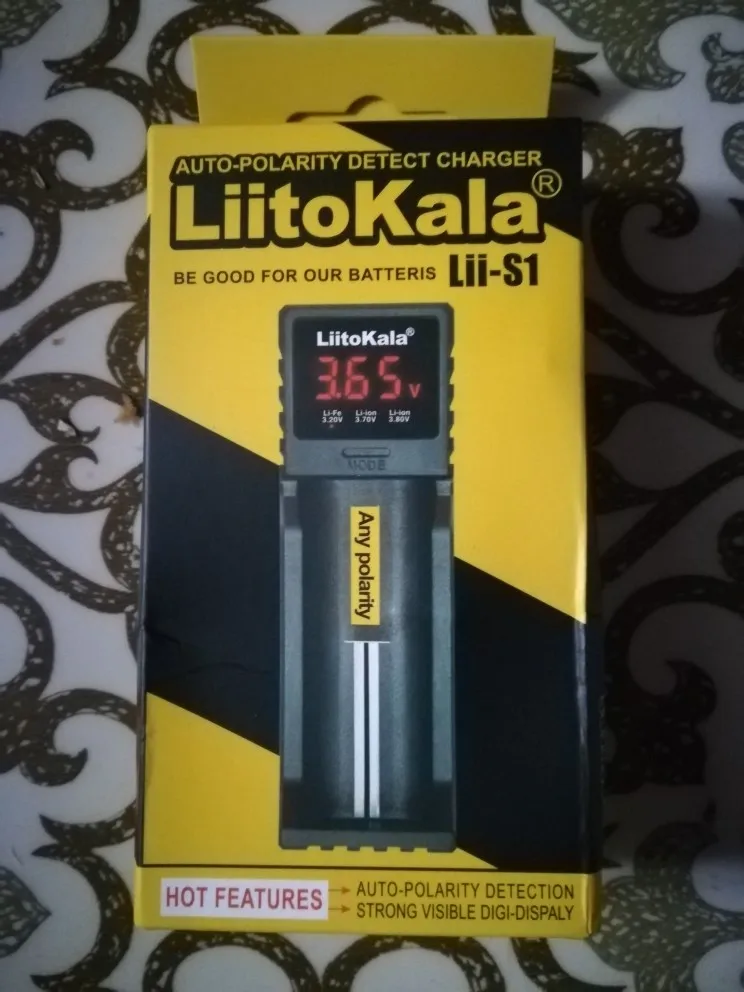 AUTO-POLARITY DETECT CHARGER
LiitoKala®
BE GOOD FOR OUR BATTERIS Lii-S1
LiitoKala®
3.65 V
Li-Fe Li-ion Li-ion
3.20V 3.70V 3.80V
MODE
Any polarity
HOT FEATURES
AUTO-POLARITY DETECTION
STRONG VISIBLE DIGI-DISPALY